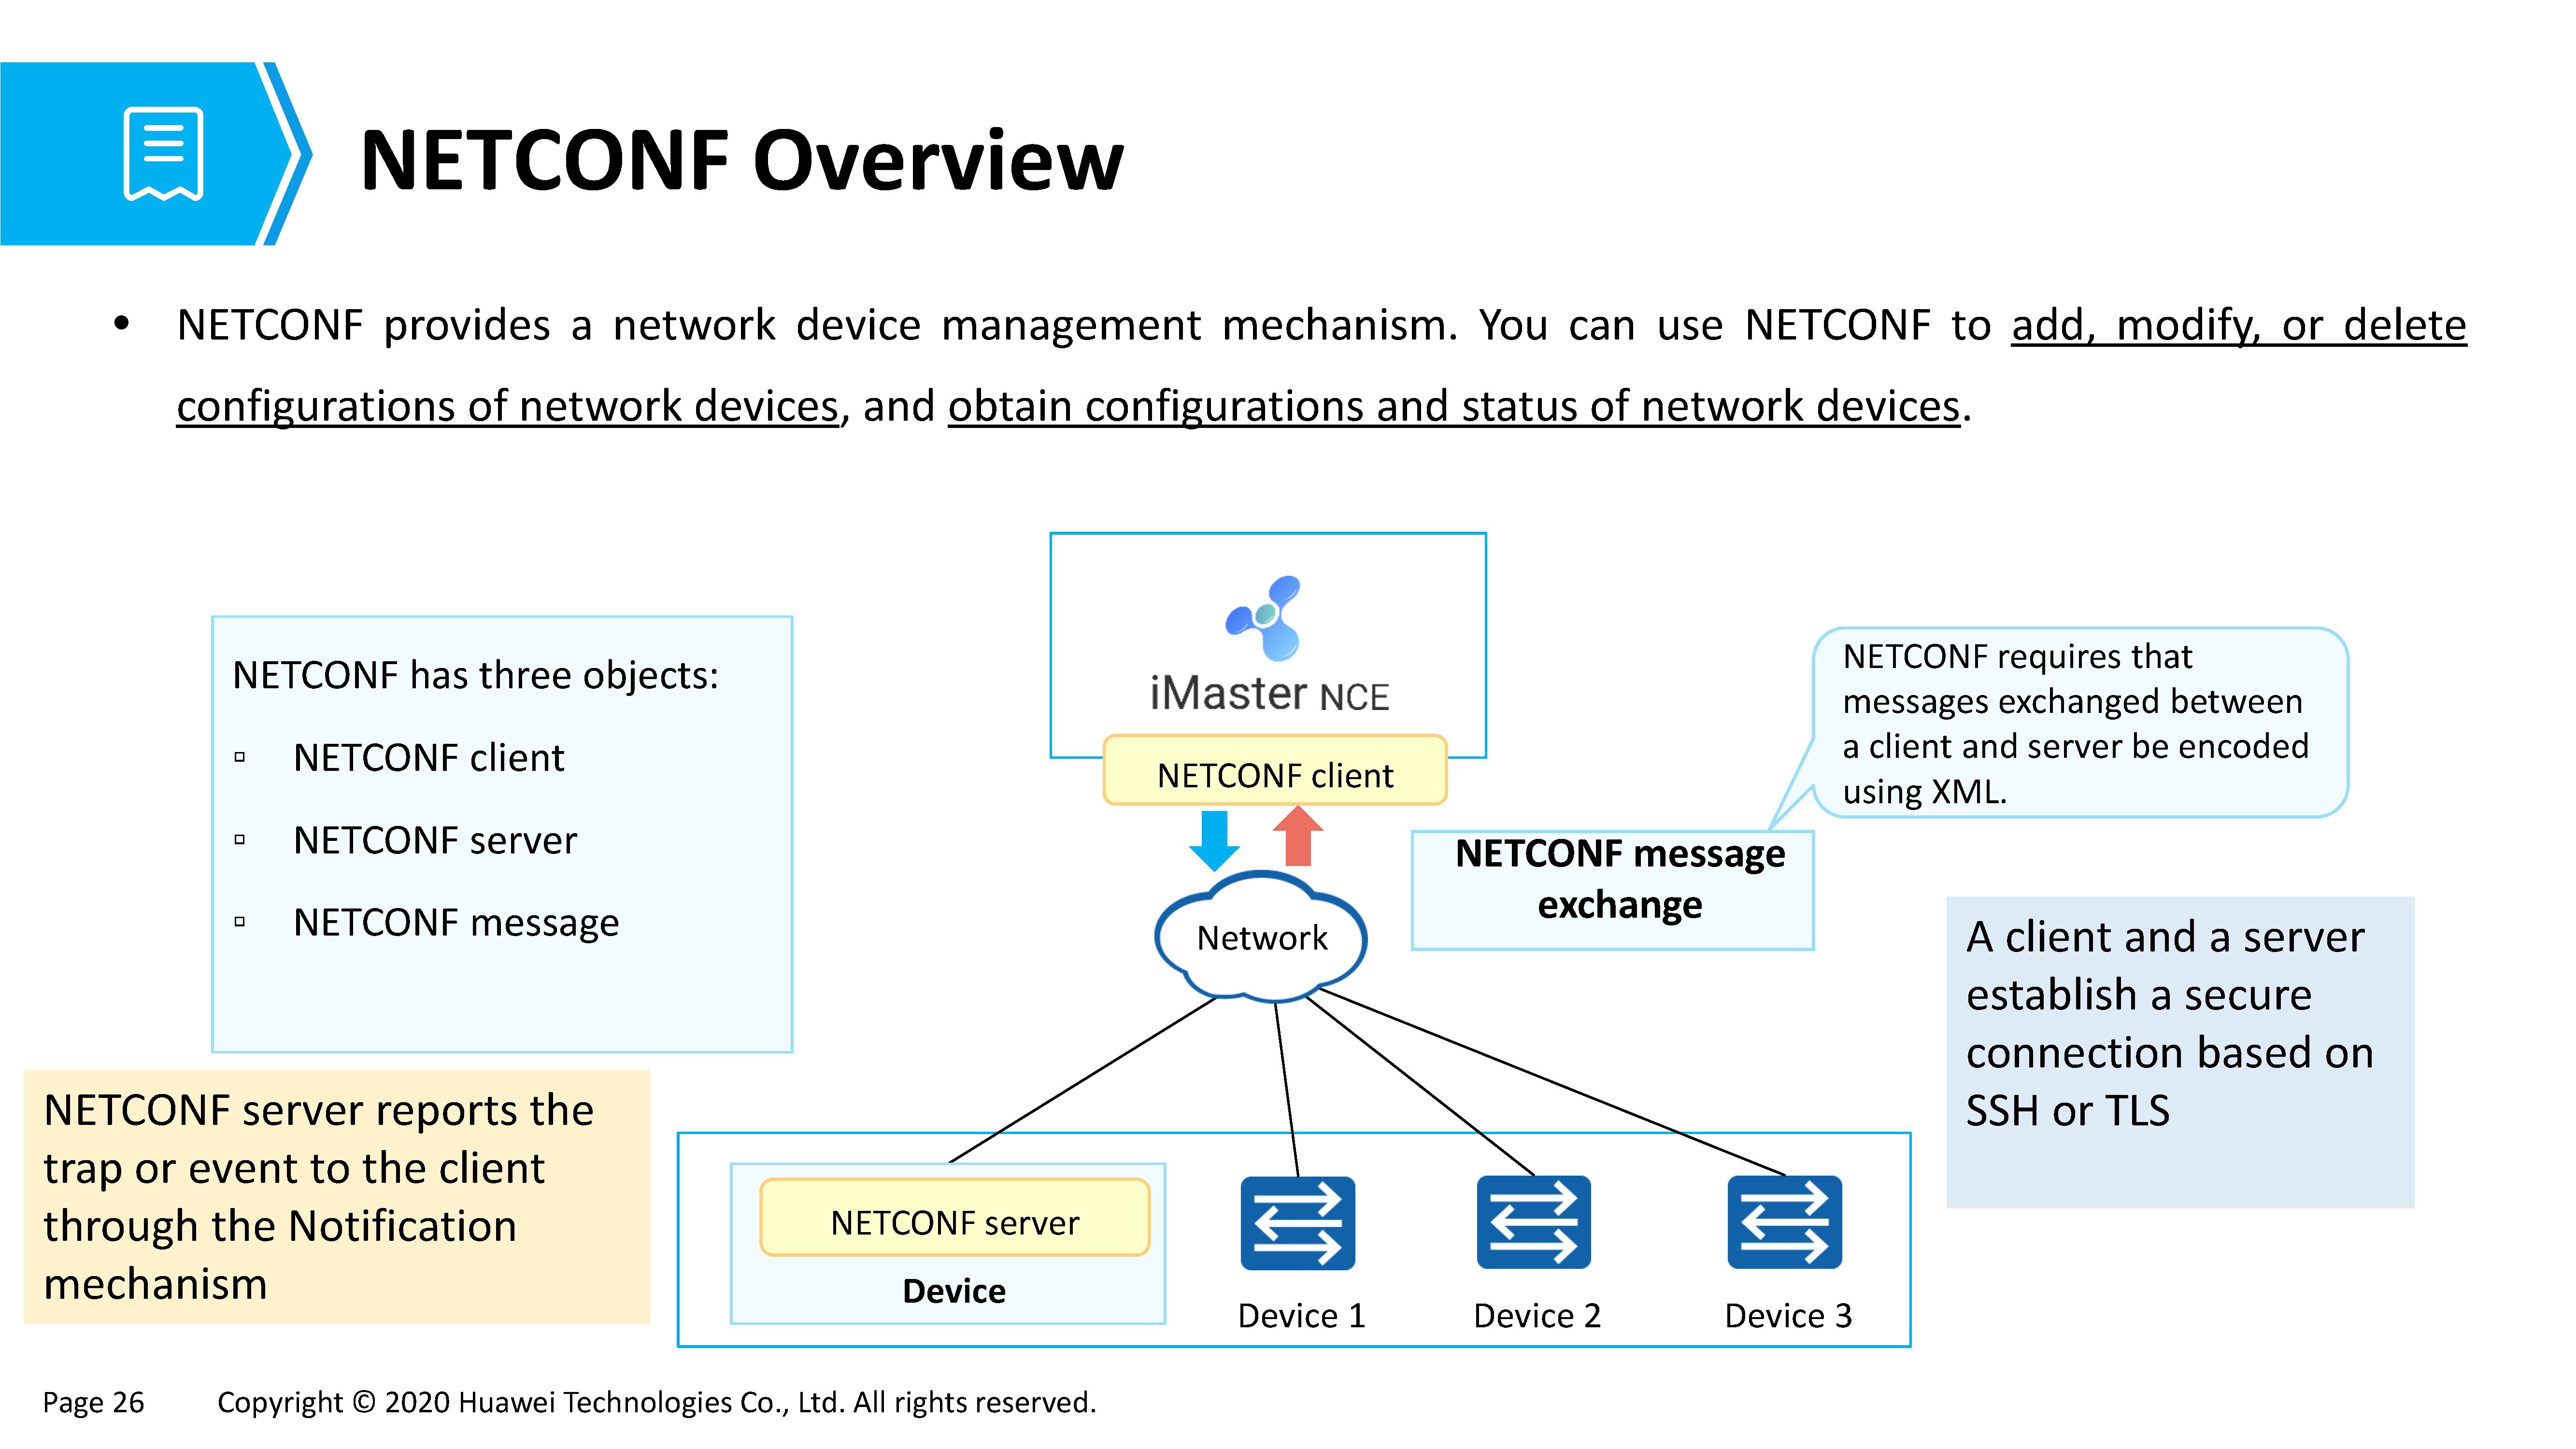 NETCONF Overview
• NETCONF provides a network device management mechanism. You can use NETCONF to add, modify, or delete
configurations of network devices, and obtain configurations and status of network devices.
NETCONF has three objects:
▫ NETCONF client
▫ NETCONF server
▫ NETCONF message
iMaster NCE
NETCONF client
NETCONF requires that
messages exchanged between
a client and server be encoded
using XML.
NETCONF message
exchange
Network
A client and a server
establish a secure
connection based on
SSH or TLS
NETCONF server reports the
trap or event to the client
through the Notification
mechanism
NETCONF server
Device
Device 1
Device 2
Device 3
Page 26
Copyright © 2020 Huawei Technologies Co., Ltd. All rights reserved.